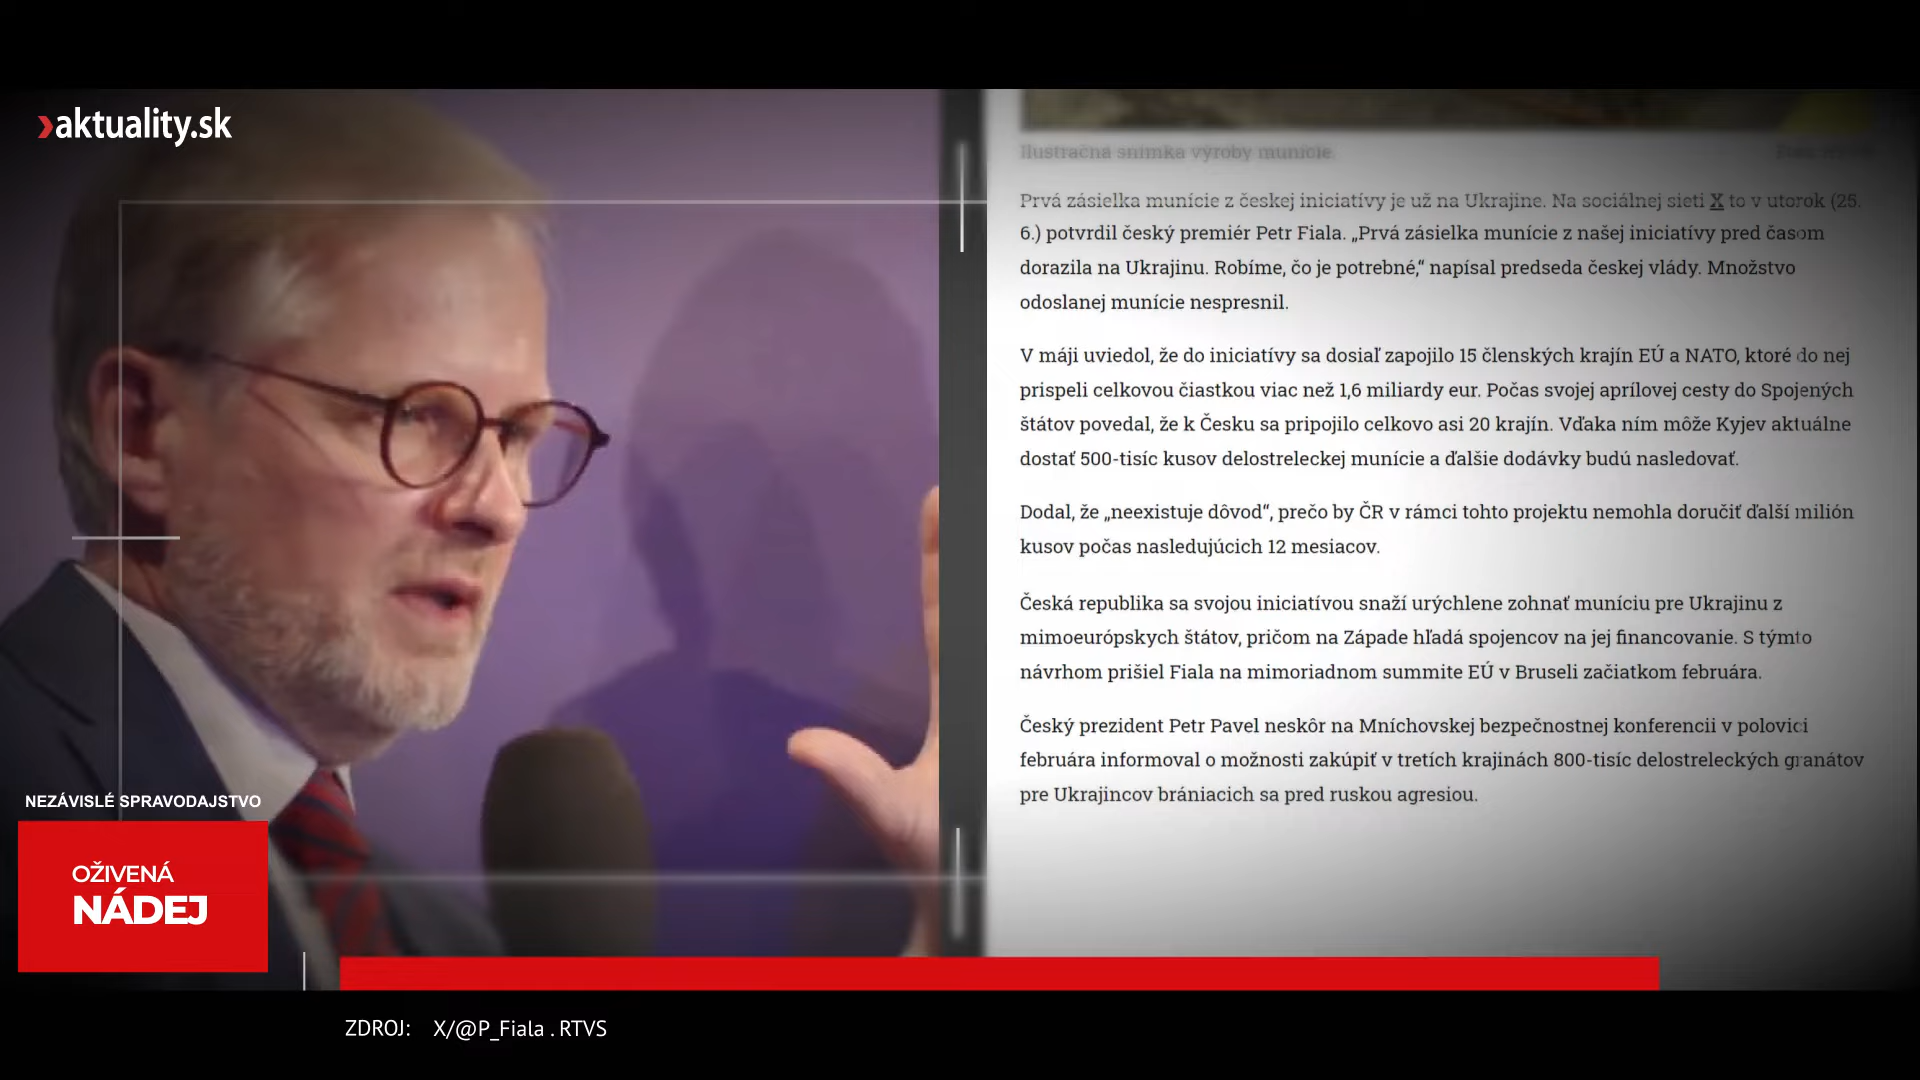 aktuality.sk
Ilustračná snímka výroby munície
Prvá zásielka munície z českej iniciatívy je už na Ukrajine. Na sociálnej sieti X to v utorok (25.
6.) potvrdil český premiér Petr Fiala. „Prvá zásielka munície z našej iniciatívy pred časom
dorazila na Ukrajinu. Robíme, čo je potrebné,“ napísal predseda českej vlády. Množstvo
odoslanej munície nespresnil.
V máji uviedol, že do iniciatívy sa dosiaľ zapojilo 15 členských krajín EÚ a NATO, ktoré do nej
prispeli celkovou čiastkou viac než 1,6 miliardy eur. Počas svojej aprílovej cesty do Spojených
štátov povedal, že k Česku sa pripojilo celkovo asi 20 krajín. Vďaka ním môže Kyjev aktuálne
dostať 500-tisíc kusov delostreleckej munície a ďalšie dodávky budú nasledovať.
Dodal, že „neexistuje dôvod“, prečo by ČR v rámci tohto projektu nemohla doručiť ďalší milión
kusov počas nasledujúcich 12 mesiacov.
Česká republika sa svojou iniciatívou snaží urýchlene zohnať muníciu pre Ukrajinu z
mimoeurópskych štátov, pričom na Západe hľadá spojencov na jej financovanie. S týmto
návrhom prišiel Fiala na mimoriadnom summite EÚ v Bruseli začiatkom februára.
Český prezident Petr Pavel neskôr na Mníchovskej bezpečnostnej konferencii v polovici
februára informoval o možnosti zakúpiť v tretích krajinách 800-tisíc delostreleckých granátov
pre Ukrajincov brániacich sa pred ruskou agresiou.
NEZÁVISLÉ SPRAVODAJSTVO
OŽIVENÁ
NÁDEJ
ZDROJ: X/@P_Fiala . RTVS